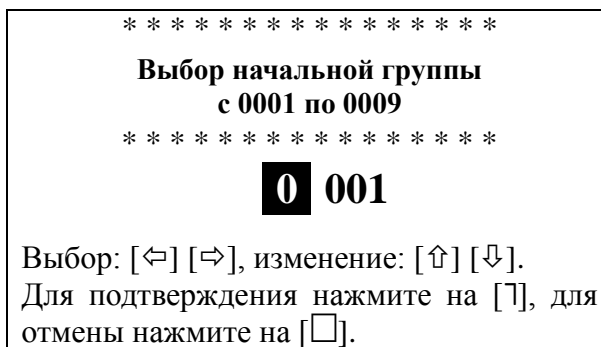 * * * * * * * * * * * * * * * *
Выбор начальной группы
с 0001 по 0009
* * * * * * * * * * * * * * * *
0 001
Выбор: [⇦] [⇨], изменение: [⇧] [⇩].
Для подтверждения нажмите на [⅂], для
отмены нажмите на [□].